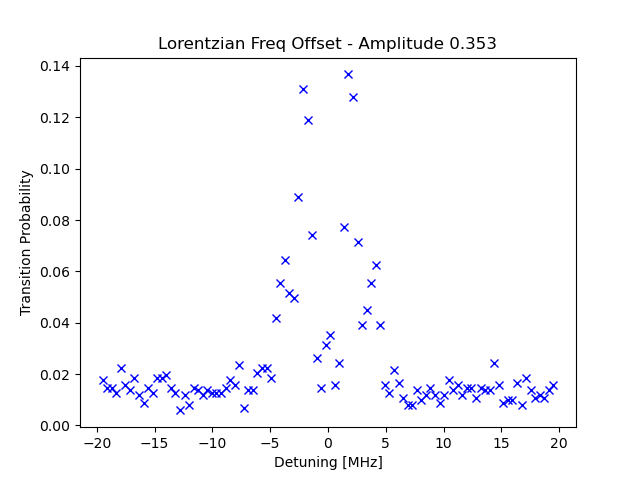 Lorentzian Freq Offset - Amplitude 0.353
Transition Probability
0.14
0.12
0.10
0.08
0.06
0.04
0.02
0.00
−20 −15 −10 −5 0 5 10 15 20
Detuning [MHz]